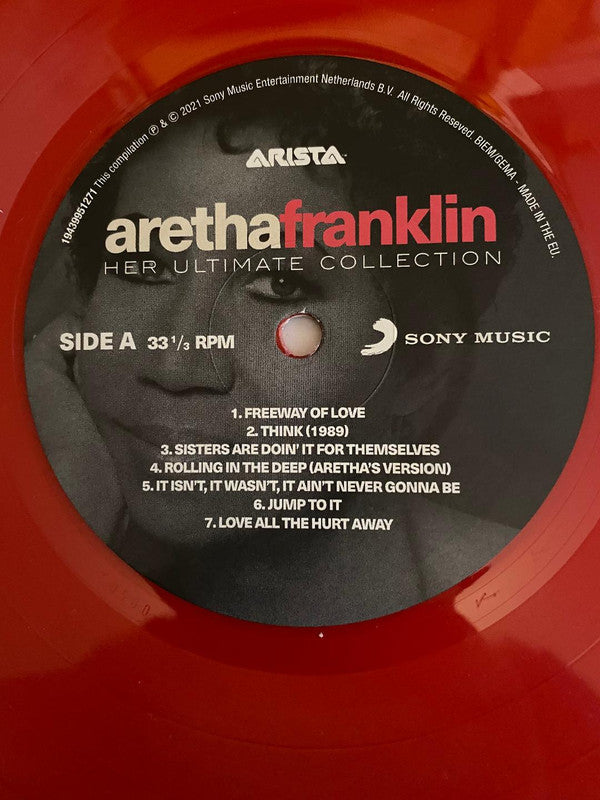 19439951271 This compilation ℗ & © 2021 Sony Music Entertainment Netherlands B.V. All Rights Reseved. BIEM/GEMA - MADE IN THE EU.
ARISTA
arethafranklin
HER ULTIMATE COLLECTION
SIDE A 33 1/3 RPM
SONY MUSIC
1. FREEWAY OF LOVE
2. THINK (1989)
3. SISTERS ARE DOIN' IT FOR THEMSELVES
4. ROLLING IN THE DEEP (ARETHA'S VERSION)
5. IT ISN'T, IT WASN'T, IT AIN'T NEVER GONNA BE
6. JUMP TO IT
7. LOVE ALL THE HURT AWAY